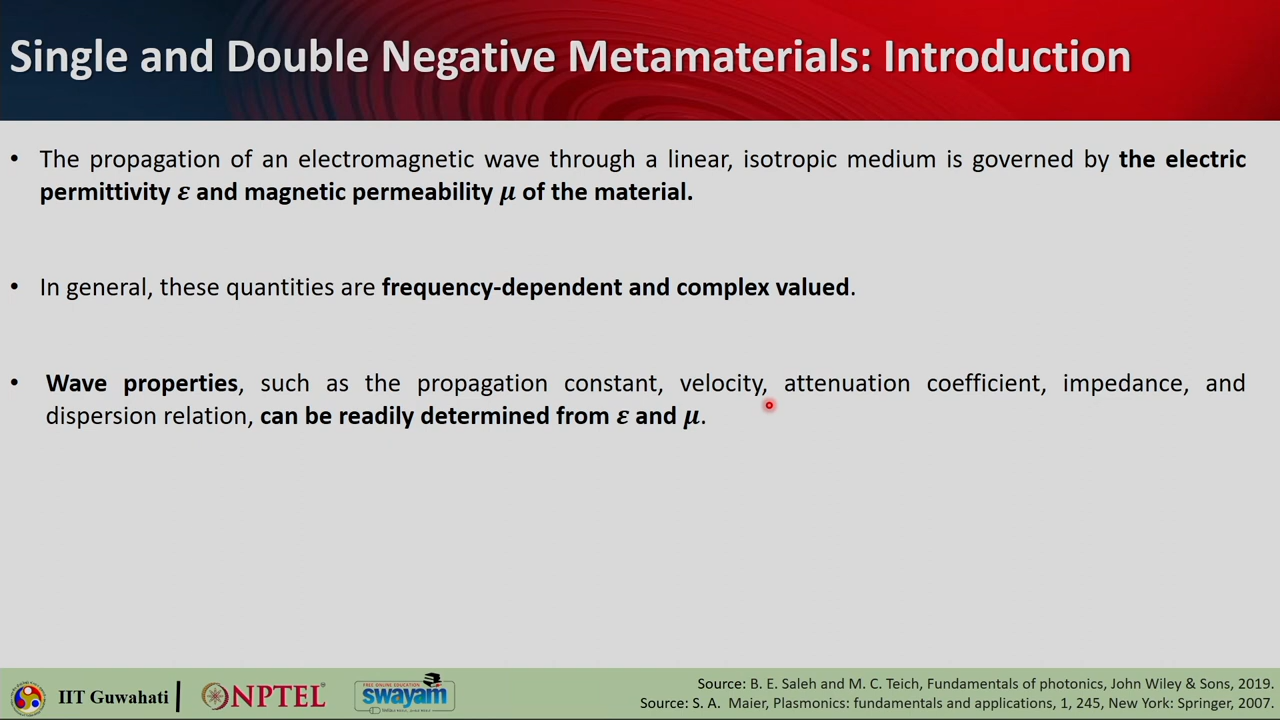 Single and Double Negative Metamaterials: Introduction
• The propagation of an electromagnetic wave through a linear, isotropic medium is governed by the electric
permittivity ε and magnetic permeability μ of the material.
• In general, these quantities are frequency-dependent and complex valued.
• Wave properties, such as the propagation constant, velocity, attenuation coefficient, impedance, and
dispersion relation, can be readily determined from ε and μ.
IIT Guwahati
NPTEL
FREE ONLINE EDUCATION
swayam
Source: B. E. Saleh and M. C. Teich, Fundamentals of photonics, John Wiley & Sons, 2019.
Source: S. A. Maier, Plasmonics: fundamentals and applications, 1, 245, New York: Springer, 2007.